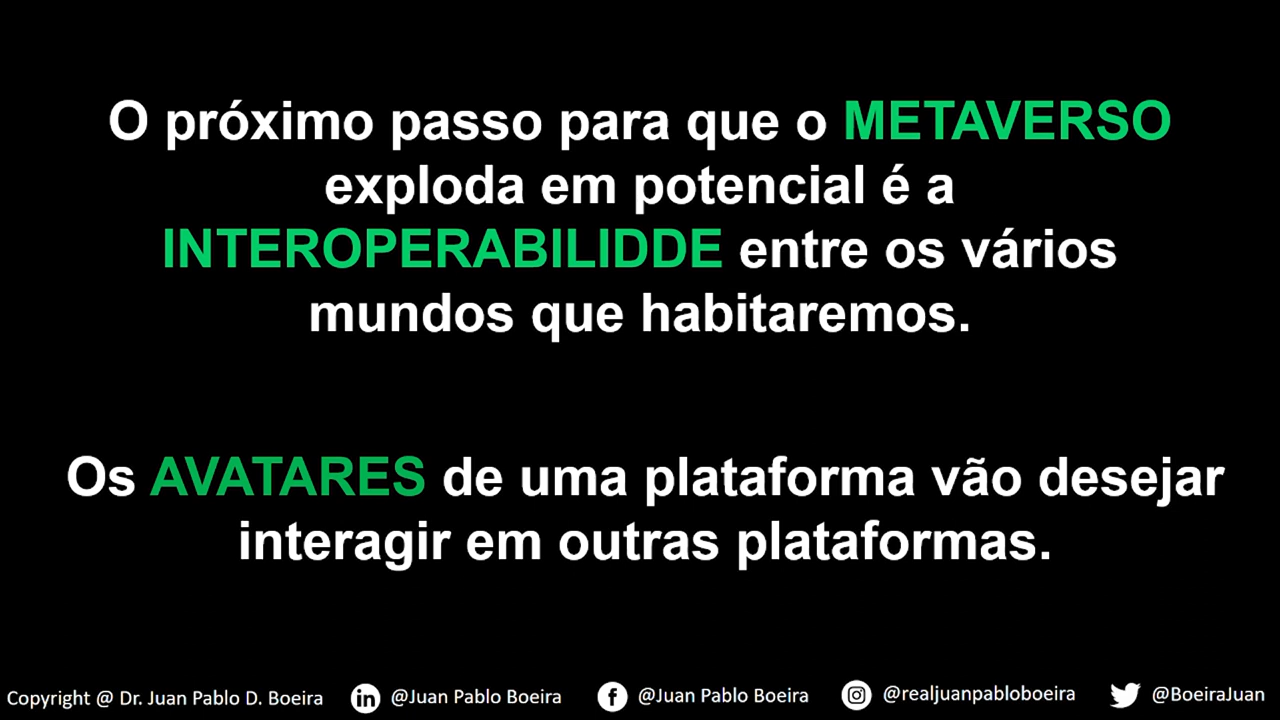 O próximo passo para que o METAVERSO
exploda em potencial é a
INTEROPERABILIDDE entre os vários
mundos que habitaremos.
Os AVATARES de uma plataforma vão desejar
interagir em outras plataformas.
Copyright @ Dr. Juan Pablo D. Boeira in @Juan Pablo Boeira f @Juan Pablo Boeira @realjuanpabloboeira @BoeiraJuan